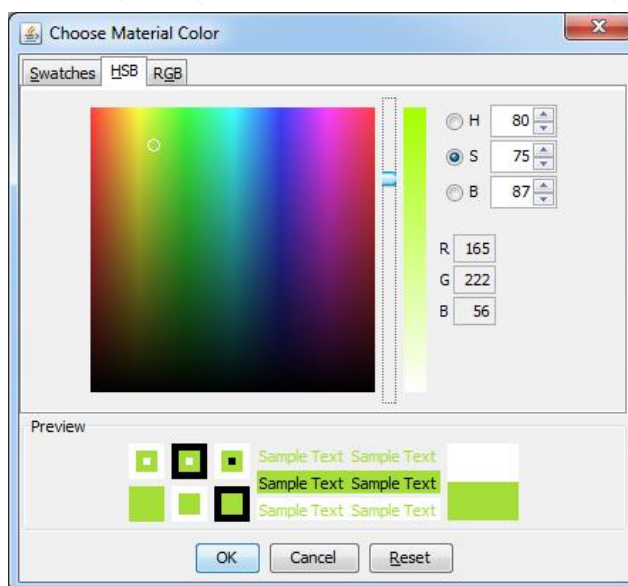 Choose Material Color
Swatches HSB RGB
H 80
S 75
B 87
R 165
G 222
B 56
Preview
Sample Text Sample Text
Sample Text Sample Text
Sample Text Sample Text
OK Cancel Reset